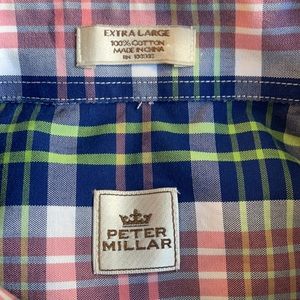 EXTRA LARGE
100% COTTON
MADE IN CHINA
PETER
MILLAR